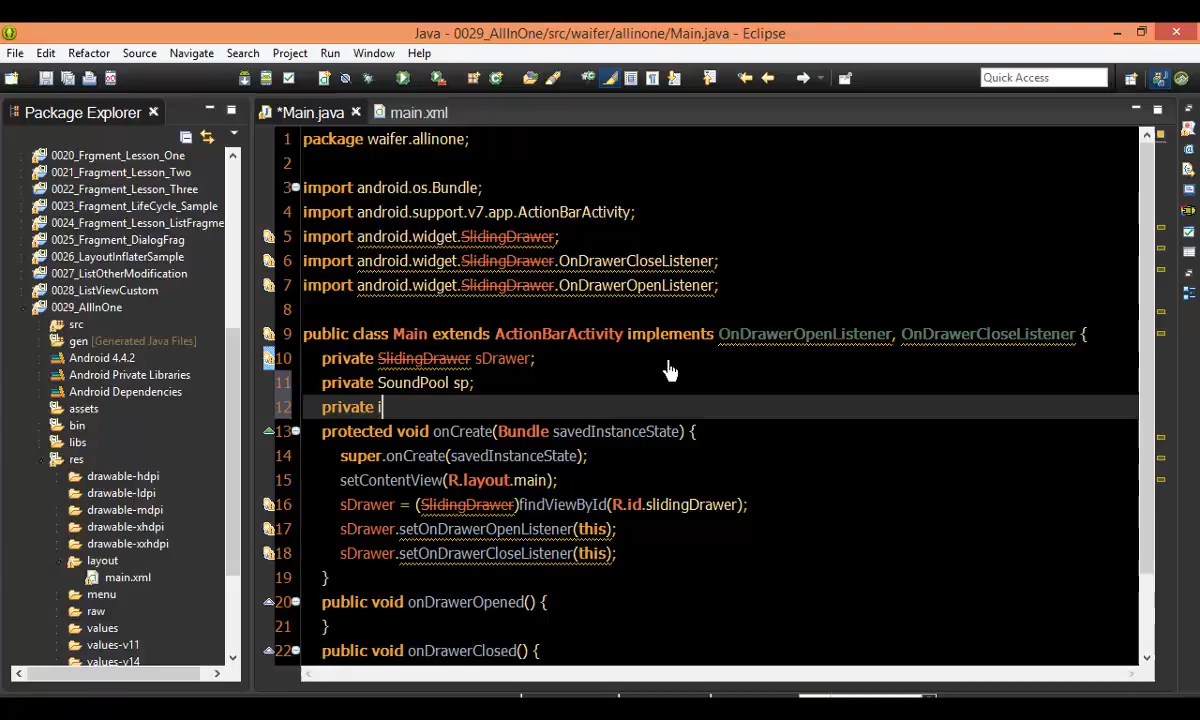 Java - 0029_AllInOne/src/waifer/allinone/Main.java - Eclipse
File Edit Refactor Source Navigate Search Project Run Window Help
Quick Access
Package Explorer
*Main.java
main.xml
0020_Frgment_Lesson_One
0021_Fragment_Lesson_Two
0022_Fragment_Lesson_Three
0023_Fragment_LifeCycle_Sample
0024_Fragment_Lesson_ListFragme
0025_Fragment_DialogFrag
0026_LayoutInflaterSample
0027_ListOtherModification
0028_ListViewCustom
0029_AllInOne
src
gen [Generated Java Files]
Android 4.4.2
Android Private Libraries
Android Dependencies
assets
bin
libs
res
drawable-hdpi
drawable-ldpi
drawable-mdpi
drawable-xhdpi
drawable-xxhdpi
layout
main.xml
menu
raw
values
values-v11
values-v14
1 package waifer.allinone;
2
3 import android.os.Bundle;
4 import android.support.v7.app.ActionBarActivity;
5 import android.widget.SlidingDrawer;
6 import android.widget.SlidingDrawer.OnDrawerCloseListener;
7 import android.widget.SlidingDrawer.OnDrawerOpenListener;
8
9 public class Main extends ActionBarActivity implements OnDrawerOpenListener, OnDrawerCloseListener {
10 private SlidingDrawer sDrawer;
11 private SoundPool sp;
12 private i
13 protected void onCreate(Bundle savedInstanceState) {
14 super.onCreate(savedInstanceState);
15 setContentView(R.layout.main);
16 sDrawer = (SlidingDrawer)findViewById(R.id.slidingDrawer);
17 sDrawer.setOnDrawerOpenListener(this);
18 sDrawer.setOnDrawerCloseListener(this);
19 }
20 public void onDrawerOpened() {
21 }
22 public void onDrawerClosed() {